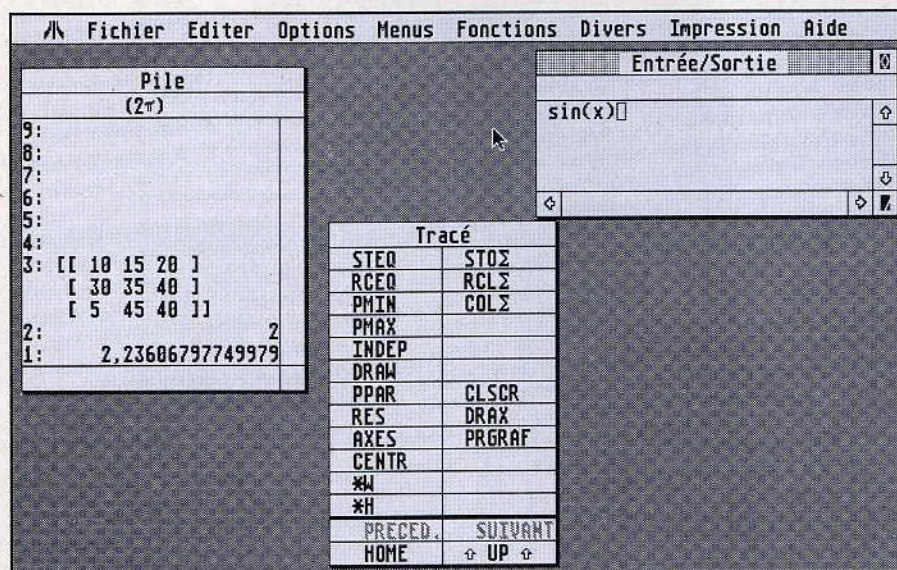 Fichier Editer Options Menus Fonctions Divers Impression Aide
Pile
(2π)
9:
8:
7:
6:
5:
4:
3: [[ 10 15 20 ]
[ 30 35 40 ]
[ 5 45 40 ]]
2: 2
1: 2,23606797749979
Entrée/Sortie
sin(x)
Tracé
STEQ STOΣ
RCEQ RCLΣ
PMIN COLΣ
PMAX
INDEP
DRAW
PPAR CLSCR
RES DRAX
AXES PRGRAF
CENTR
*W
*H
PRECED. SUIVANT
HOME ⇧ UP ⇧